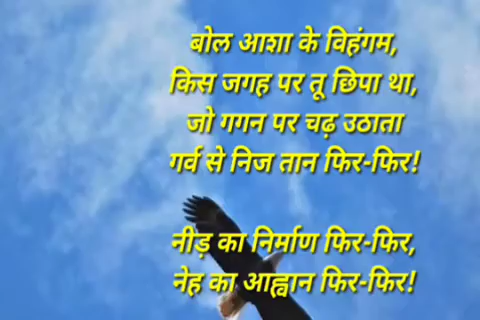 बोल आशा के विहंगम,
किस जगह पर तू छिपा था,
जो गगन पर चढ़ उठाता
गर्व से निज तान फिर-फिर!
नीड़ का निर्माण फिर-फिर,
नेह का आह्वान फिर-फिर!